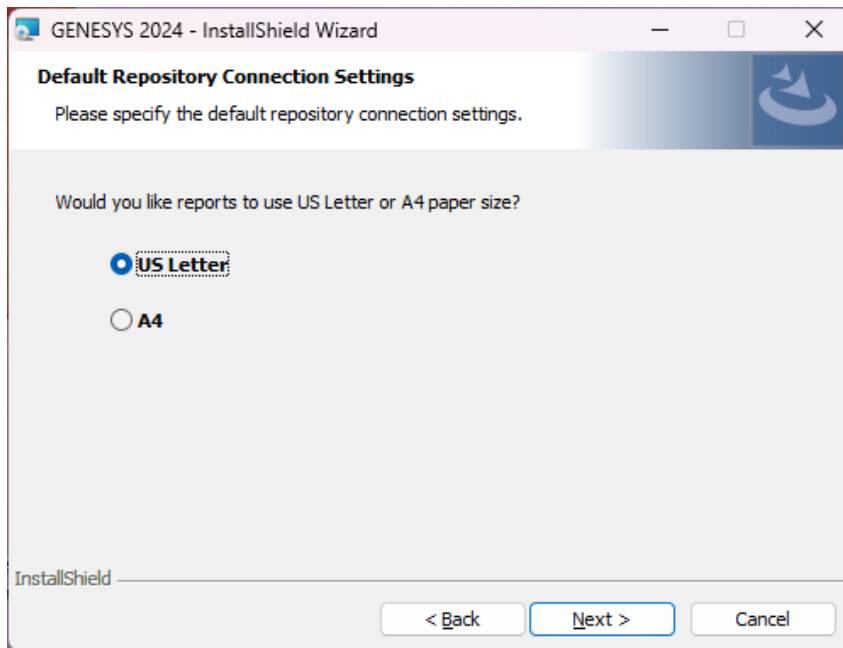 GENESYS 2024 - InstallShield Wizard
Default Repository Connection Settings
Please specify the default repository connection settings.
Would you like reports to use US Letter or A4 paper size?
US Letter
A4
InstallShield
< Back
Next >
Cancel